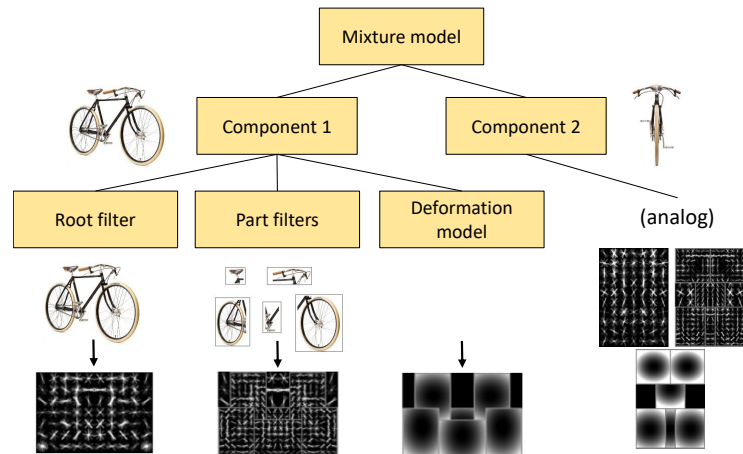 Mixture model
Component 1
Component 2
Root filter
Part filters
Deformation
model
(analog)